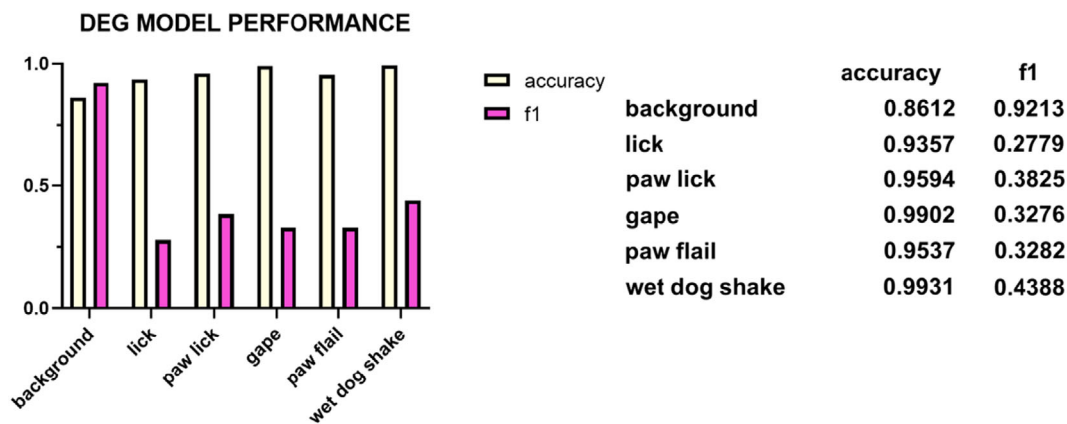 DEG MODEL PERFORMANCE
1.0
0.5
0.0
background
lick
paw lick
gape
paw flail
wet dog shake
accuracy
f1
accuracy f1
background 0.8612 0.9213
lick 0.9357 0.2779
paw lick 0.9594 0.3825
gape 0.9902 0.3276
paw flail 0.9537 0.3282
wet dog shake 0.9931 0.4388